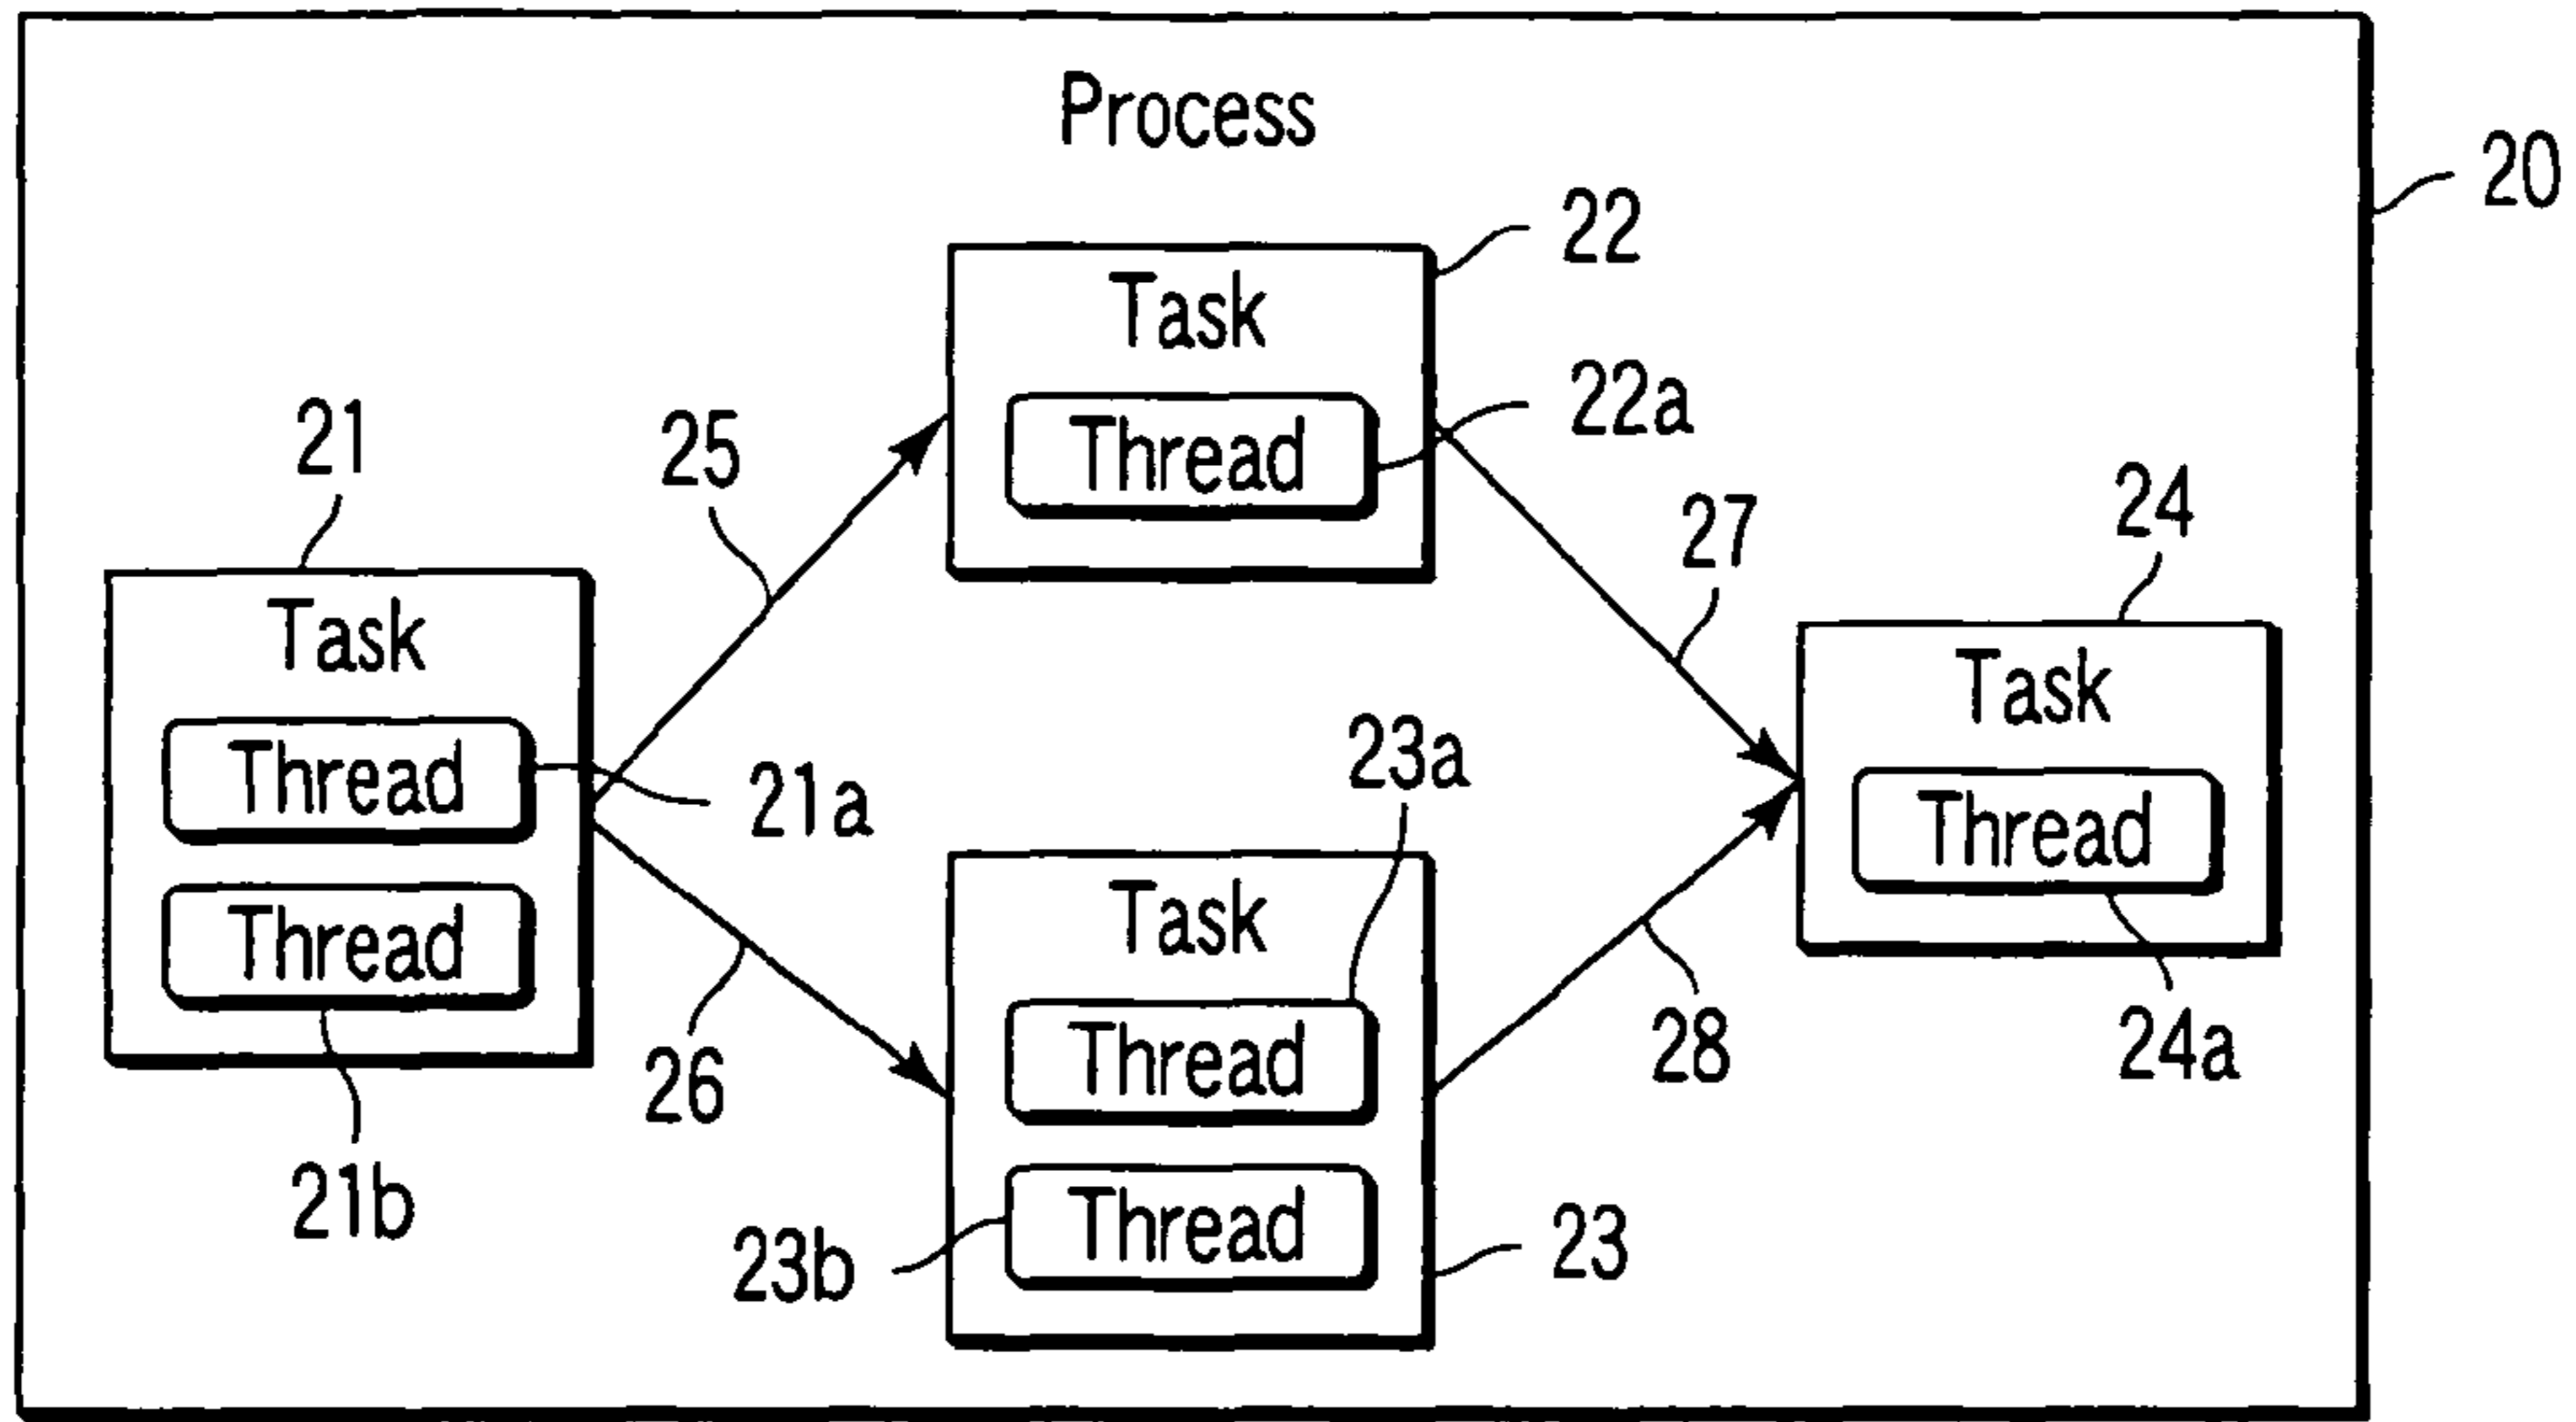 Process
20
22
Task
22a
Thread
21
25
27
24
Task
Task
Thread
21a
23a
Thread
Thread
Task
24a
26
28
Thread
21b
23b
Thread
23